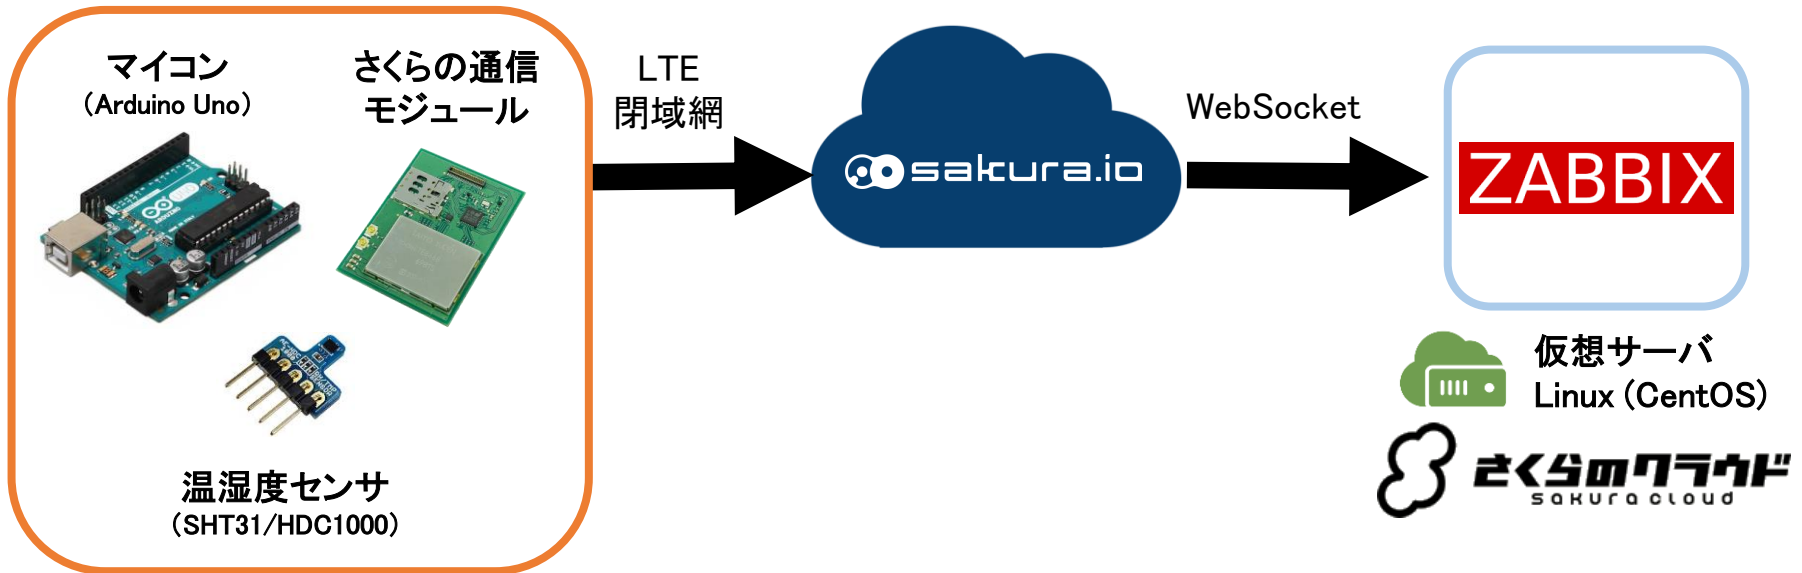 マイコン
（Arduino Uno）
さくらの通信
モジュール
温湿度センサ
（SHT31/HDC1000）
LTE
閉域網
sakura.io
WebSocket
ZABBIX
仮想サーバ
Linux（CentOS）
さくらのクラウド
sakura cloud